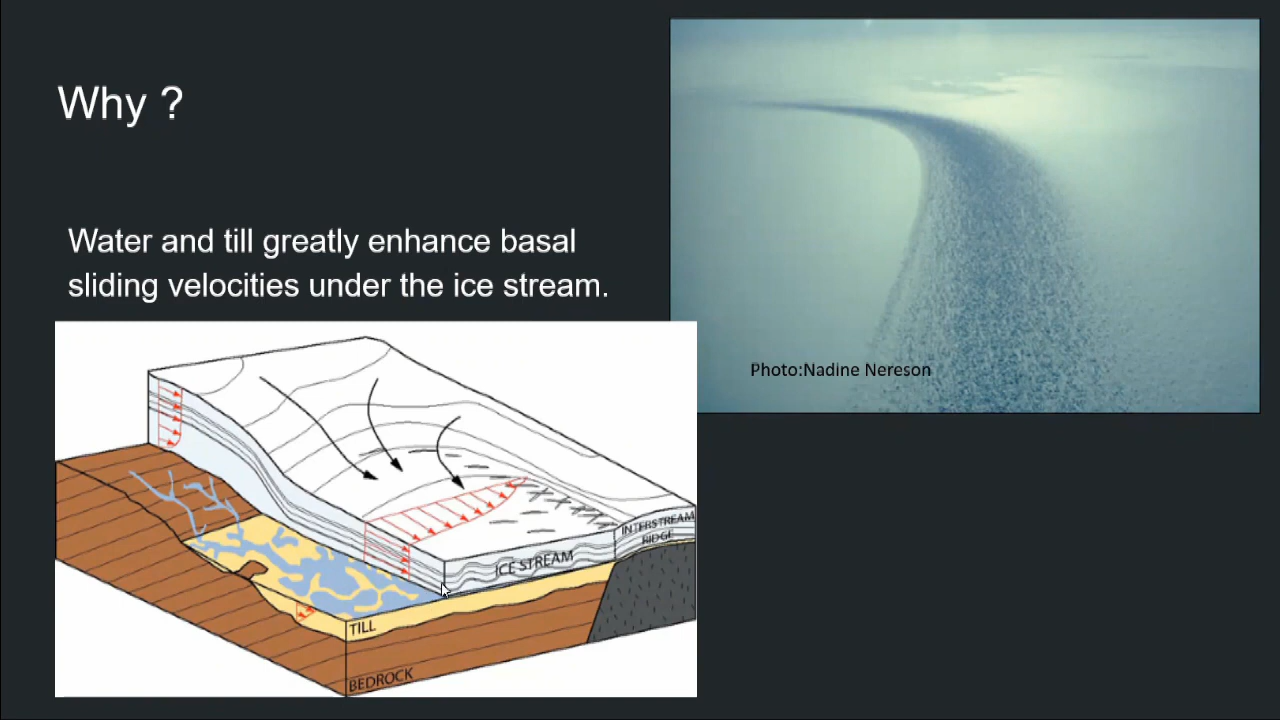 Why ?
Water and till greatly enhance basal
sliding velocities under the ice stream.
Photo:Nadine Nereson
INTERSTREAM
RIDGE
ICE STREAM
TILL
BEDROCK